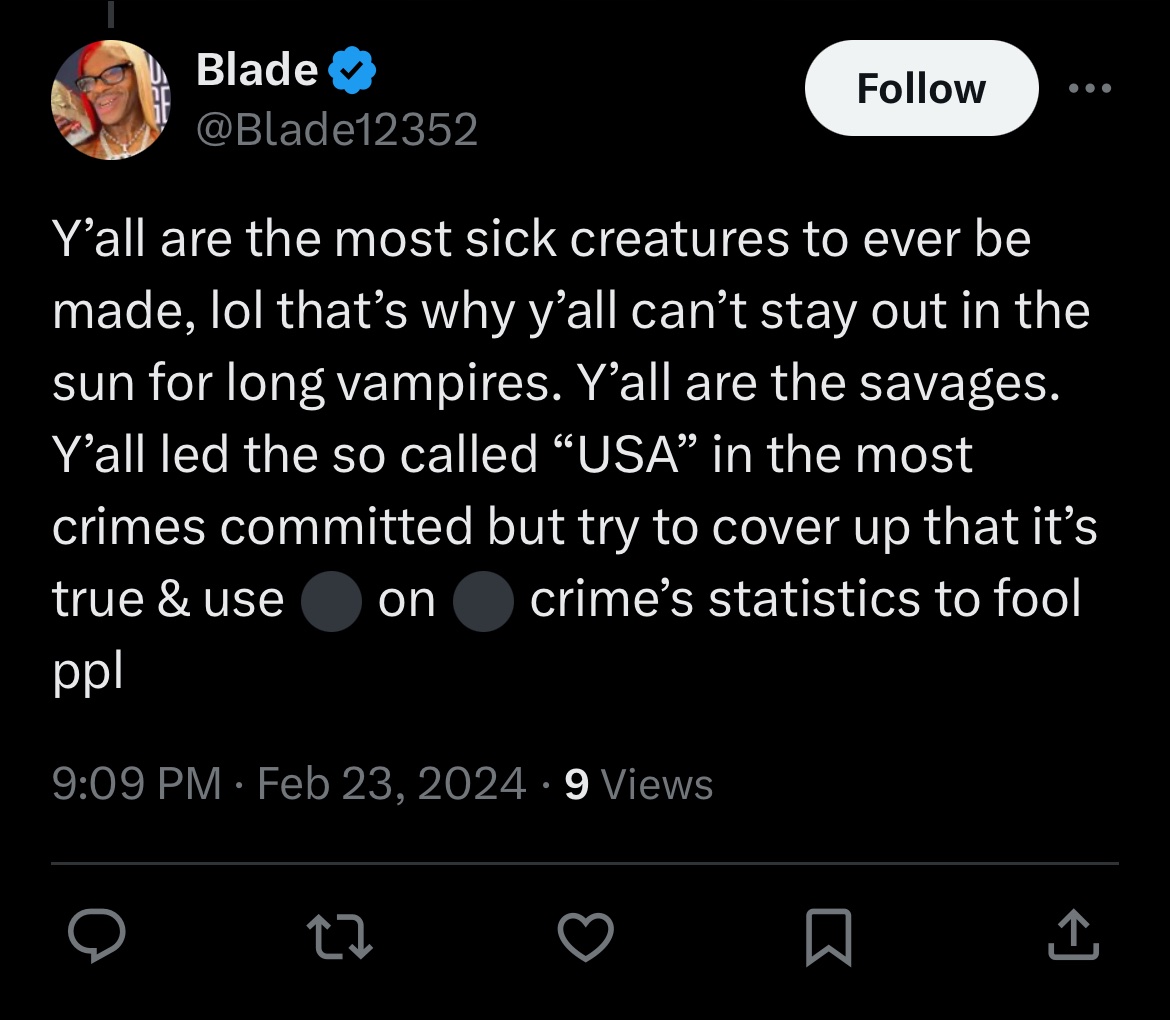 Blade
@Blade12352
Follow
Y’all are the most sick creatures to ever be
made, lol that’s why y’all can’t stay out in the
sun for long vampires. Y’all are the savages.
Y’all led the so called “USA” in the most
crimes committed but try to cover up that it’s
true & use ⚫ on ⚫ crime’s statistics to fool
ppl
9:09 PM · Feb 23, 2024 · 9 Views